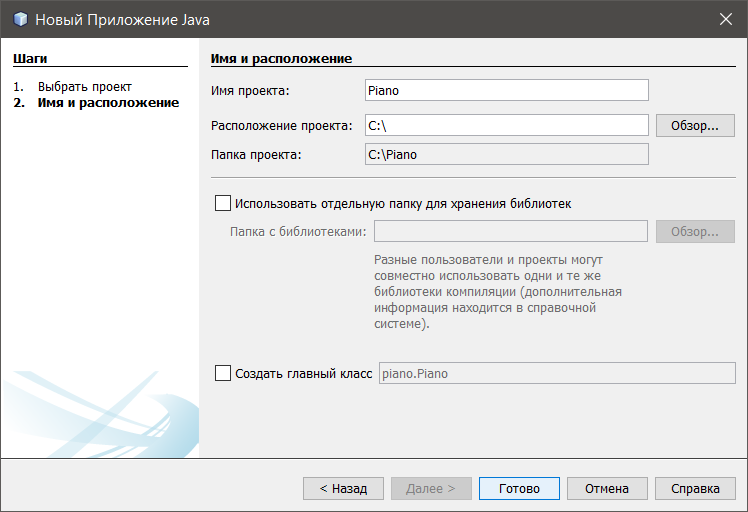 Новый Приложение Java
Шаги
1. Выбрать проект
2. Имя и расположение
Имя и расположение
Имя проекта: Piano
Расположение проекта: C:\ Обзор...
Папка проекта: C:\Piano
Использовать отдельную папку для хранения библиотек
Папка с библиотеками: Обзор...
Разные пользователи и проекты могут
совместно использовать одни и те же
библиотеки компиляции (дополнительная
информация находится в справочной
системе).
Создать главный класс piano.Piano
< Назад Далее > Готово Отмена Справка